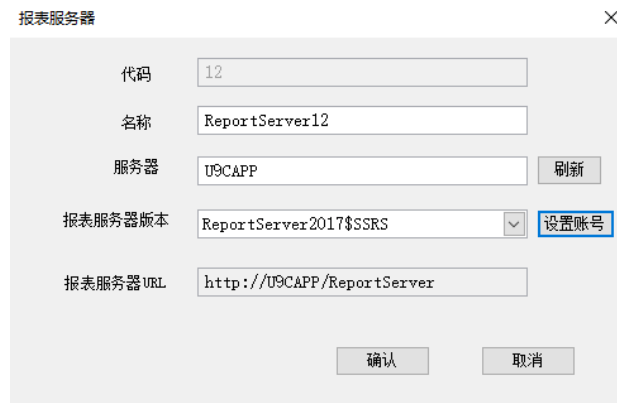 报表服务器
代码 12
名称 ReportServer12
服务器 U9CAPP 刷新
报表服务器版本 ReportServer2017$SSRS 设置账号
报表服务器URL http://U9CAPP/ReportServer
确认 取消